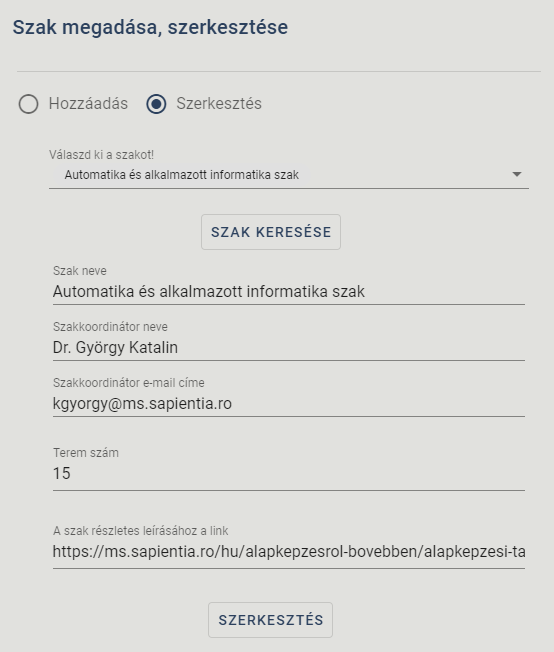 Szak megadása, szerkesztése
Hozzáadás Szerkesztés
Válaszd ki a szakot!
Automatika és alkalmazott informatika szak
SZAK KERESÉSE
Szak neve
Automatika és alkalmazott informatika szak
Szakkoordinátor neve
Dr. György Katalin
Szakkoordinátor e-mail címe
kgyorgy@ms.sapientia.ro
Terem szám
15
A szak részletes leírásához a link
https://ms.sapientia.ro/hu/alapkepzesrol-bovebben/alapkepzesi-ta
SZERKESZTÉS